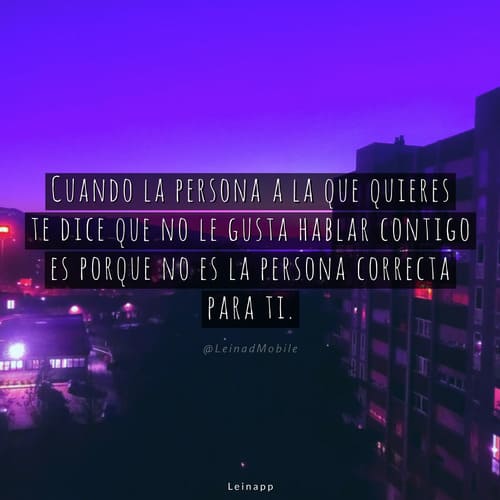 Cuando la persona a la que quieres
te dice que no le gusta hablar contigo
es porque no es la persona correcta
para ti.
@LeinadMobile
Leinapp